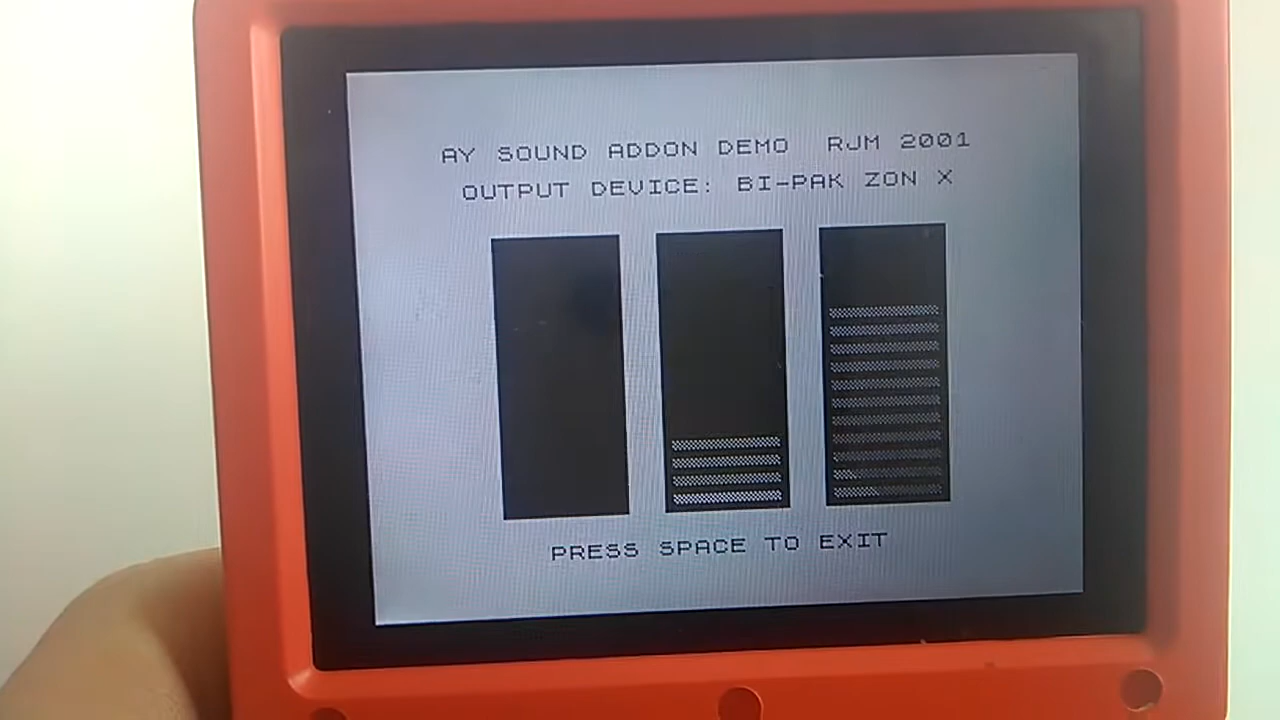 AY SOUND ADDON DEMO  RJM 2001
OUTPUT DEVICE: BI-PAK ZON X
PRESS SPACE TO EXIT